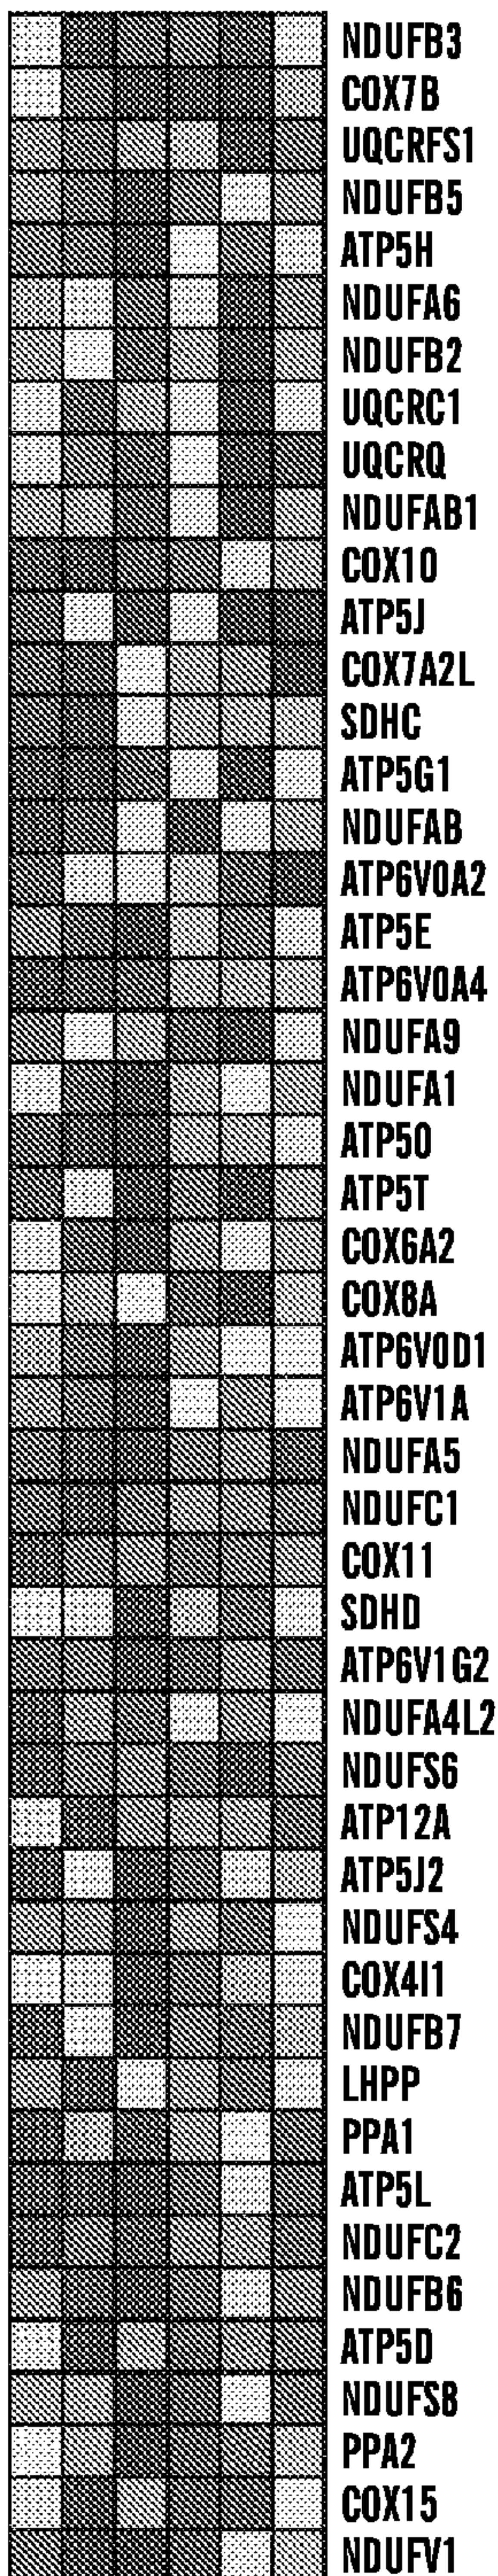 NDUFB3
COX7B
UQCRFS1
NDUFB5
ATP5H
NDUFA6
NDUFB2
UQCRC1
UQCRQ
NDUFAB1
COX10
ATP5J
COX7A2L
SDHC
ATP5G1
NDUFAB
ATP6V0A2
ATP5E
ATP6V0A4
NDUFA9
NDUFA1
ATP5O
ATP5T
COX6A2
COX8A
ATP6V0D1
ATP6V1A
NDUFA5
NDUFC1
COX11
SDHD
ATP6V1G2
NDUFA4L2
NDUFS6
ATP12A
ATP5J2
NDUFS4
COX4I1
NDUFB7
LHPP
PPA1
ATP5L
NDUFC2
NDUFB6
ATP5D
NDUFS8
PPA2
COX15
NDUFV1